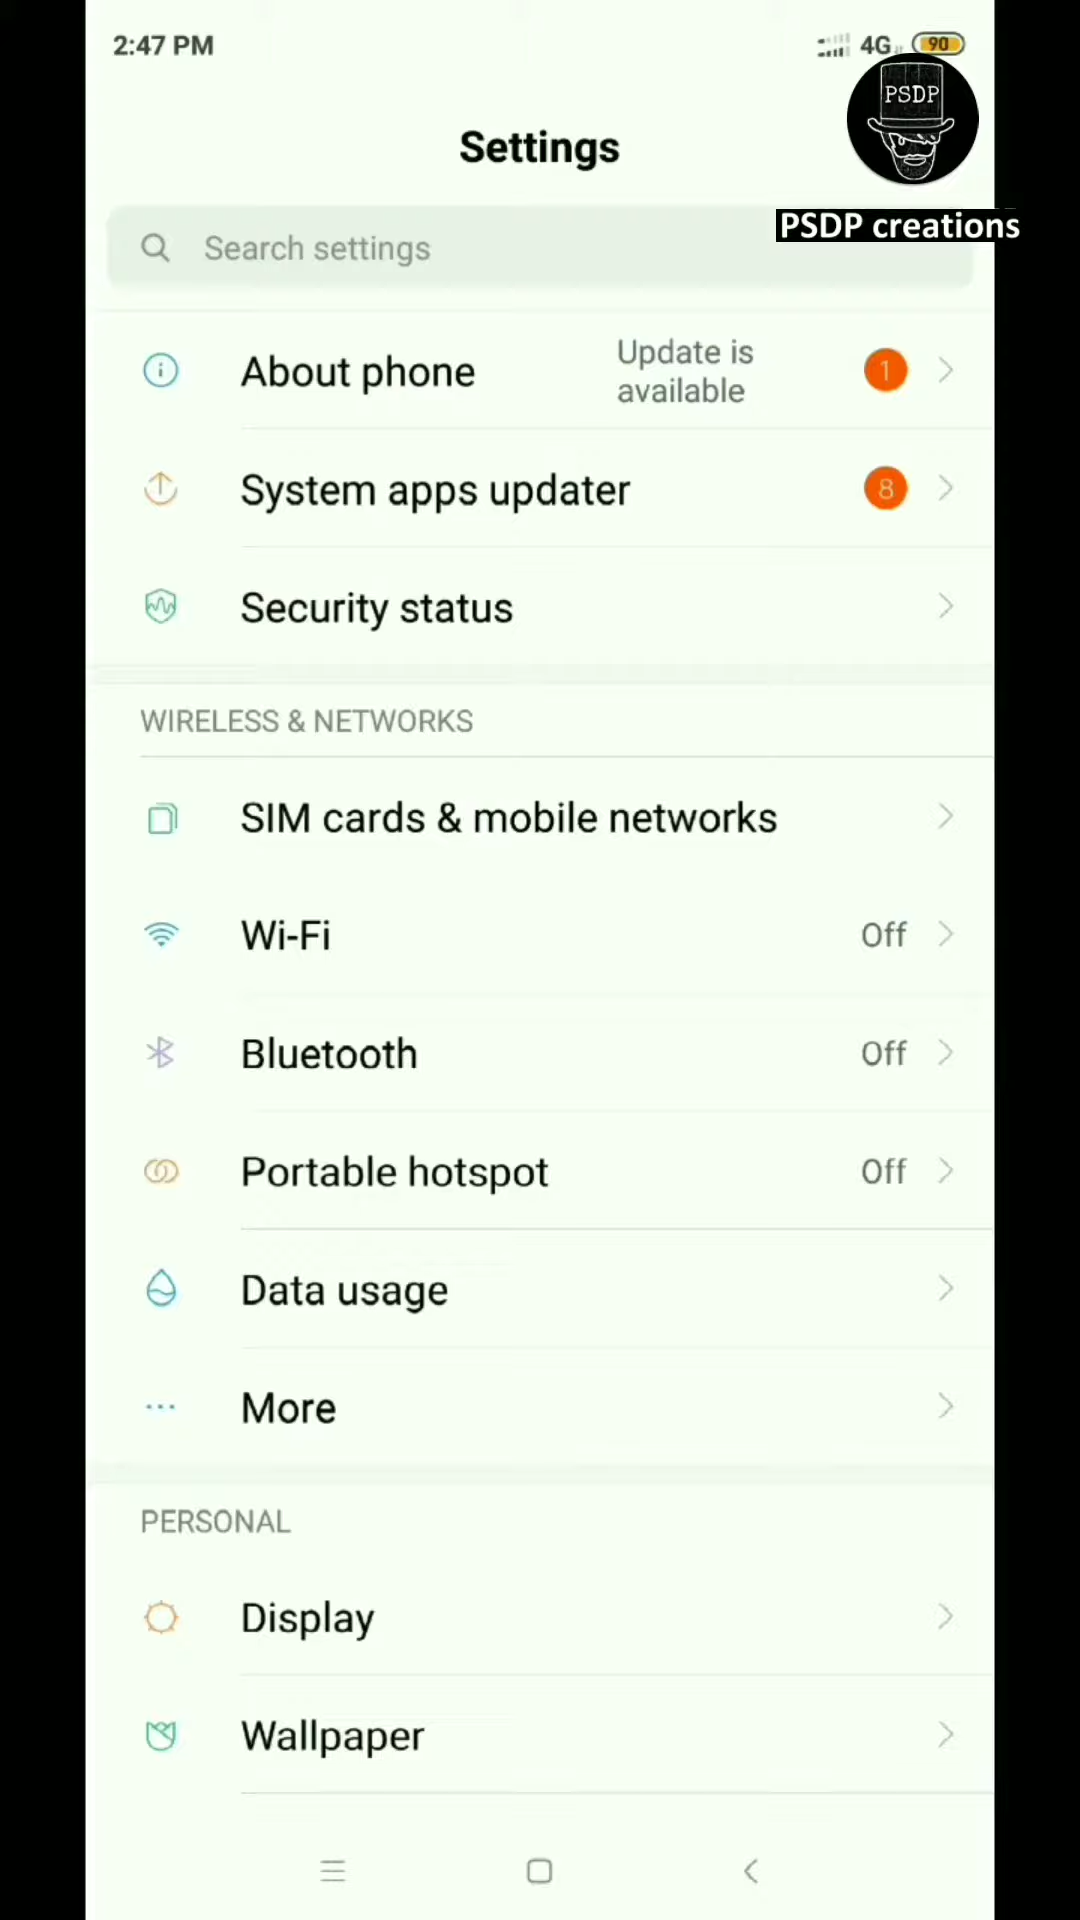 2:47 PM
4G
90
PSDP
Settings
PSDP creations
Search settings
About phone
Update is
available
1
System apps updater
8
Security status
WIRELESS & NETWORKS
SIM cards & mobile networks
Wi-Fi
Off
Bluetooth
Off
Portable hotspot
Off
Data usage
More
PERSONAL
Display
Wallpaper